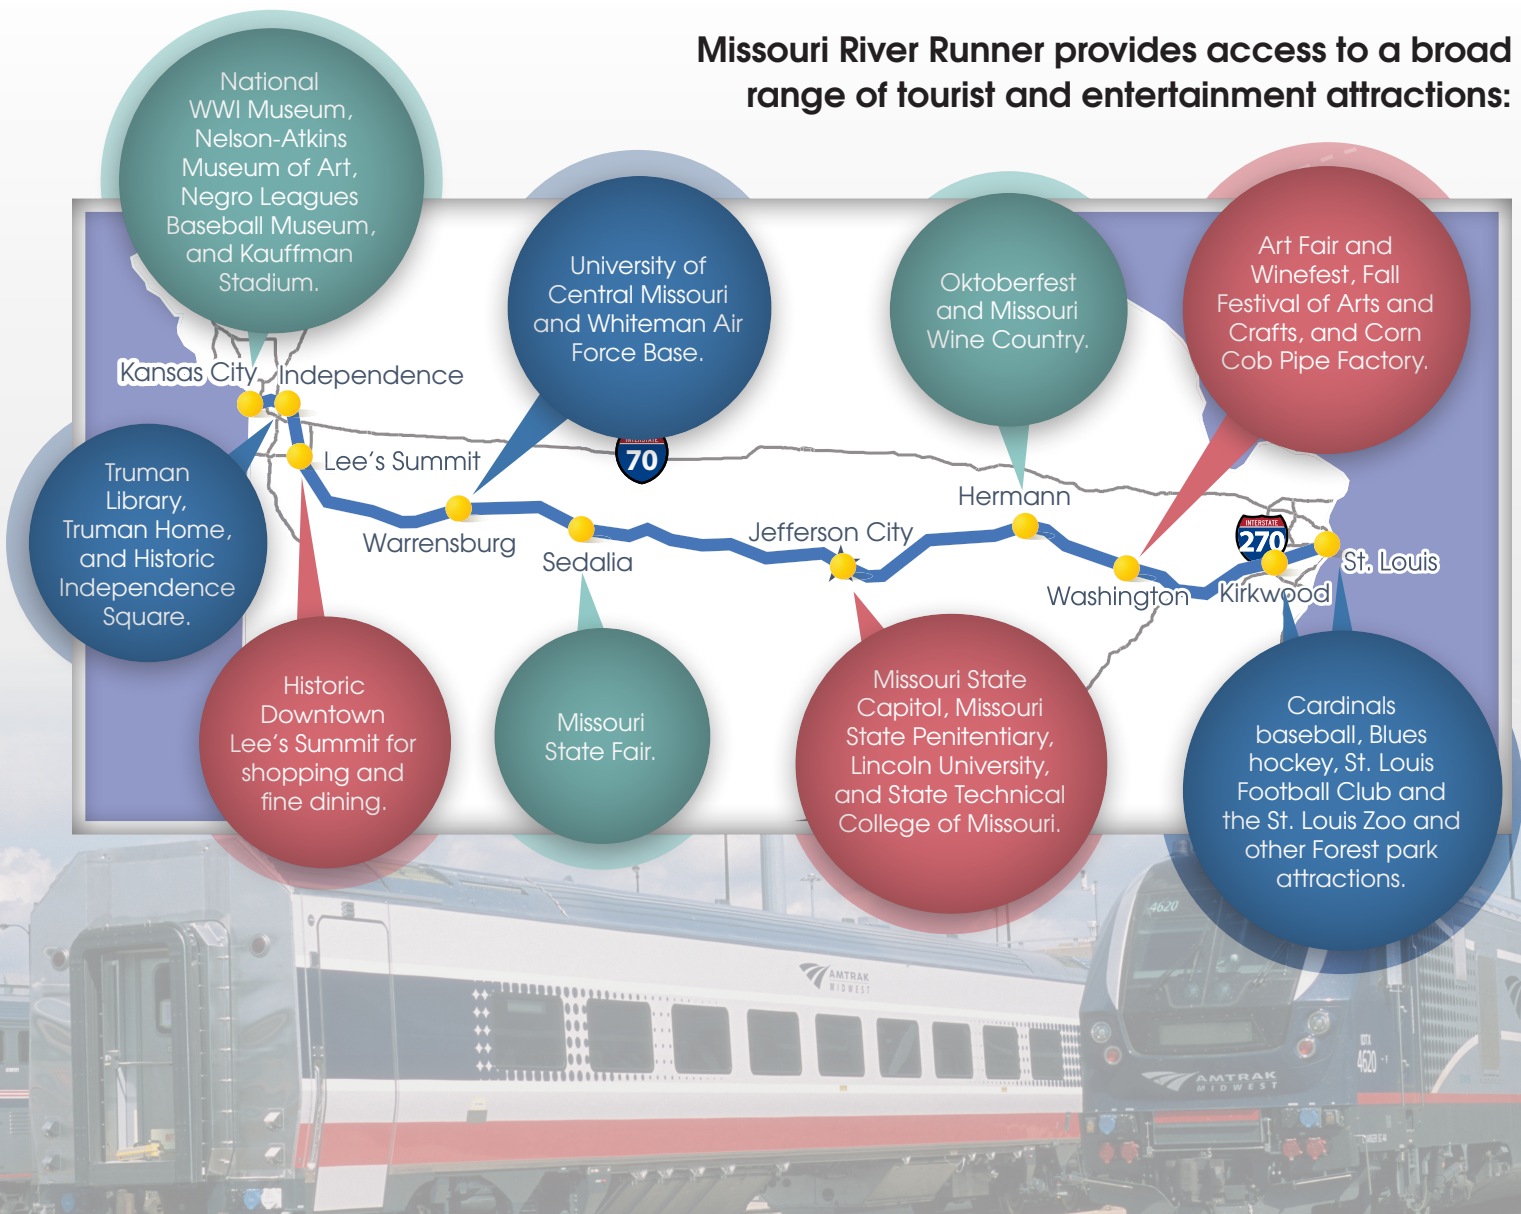 Missouri River Runner provides access to a broad
range of tourist and entertainment attractions:
National
WWI Museum,
Nelson-Atkins
Museum of Art,
Negro Leagues
Baseball Museum,
and Kauffman
Stadium.
University of
Central Missouri
and Whiteman Air
Force Base.
Oktoberfest
and Missouri
Wine Country.
Art Fair and
Winefest, Fall
Festival of Arts and
Crafts, and Corn
Cob Pipe Factory.
Kansas City
Independence
Lee's Summit
INTERSTATE
70
Warrensburg
Sedalia
Jefferson City
Hermann
Washington
INTERSTATE
270
Kirkwood
St. Louis
Truman
Library,
Truman Home,
and Historic
Independence
Square.
Historic
Downtown
Lee's Summit for
shopping and
fine dining.
Missouri
State Fair.
Missouri State
Capitol, Missouri
State Penitentiary,
Lincoln University,
and State Technical
College of Missouri.
Cardinals
baseball, Blues
hockey, St. Louis
Football Club and
the St. Louis Zoo and
other Forest park
attractions.
4620
AMTRAK
MIDWEST
AMTRAK
MIDWEST
IDTX
4620